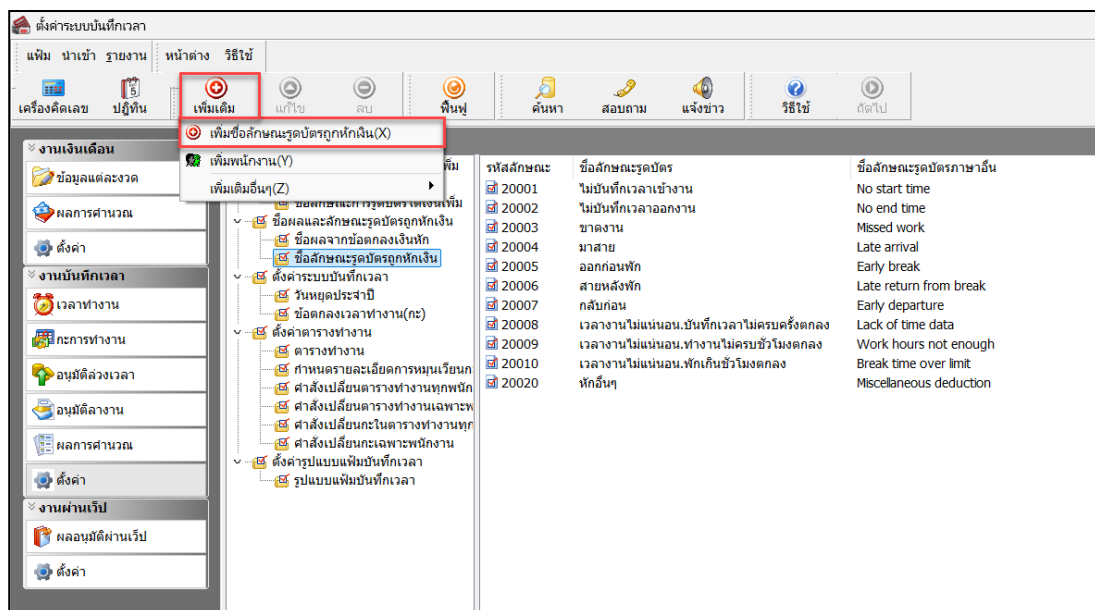 ตั้งค่าระบบบันทึกเวลา
แฟ้ม นำเข้า รายงาน หน้าต่าง วิธีใช้
เครื่องคิดเลข ปฏิทิน เพิ่มเติม แก้ไข ลบ ฟื้นฟู ค้นหา สอบถาม แจ้งข่าว วิธีใช้ ถัดไป
เพิ่มชื่อลักษณะรูดบัตรถูกหักเงิน(X)
เพิ่มพนักงาน(Y)
เพิ่มเติมอื่นๆ(Z)
งานเงินเดือน
ข้อมูลแต่ละงวด
ผลการคำนวณ
ตั้งค่า
งานบันทึกเวลา
เวลาทำงาน
กะการทำงาน
อนุมัติล่วงเวลา
อนุมัติลางาน
ผลการคำนวณ
ตั้งค่า
งานผ่านเว็ป
ผลอนุมัติผ่านเว็ป
ตั้งค่า
ชื่อลักษณะการรูดบัตรได้เงินเพิ่ม
ชื่อผลและลักษณะรูดบัตรถูกหักเงิน
ชื่อผลจากข้อตกลงเงินหัก
ชื่อลักษณะรูดบัตรถูกหักเงิน
ตั้งค่าระบบบันทึกเวลา
วันหยุดประจำปี
ข้อตกลงเวลาทำงาน(กะ)
ตั้งค่าตารางทำงาน
ตารางทำงาน
กำหนดรายละเอียดการหมุนเวียนก
คำสั่งเปลี่ยนตารางทำงานทุกพนัก
คำสั่งเปลี่ยนตารางทำงานเฉพาะพ
คำสั่งเปลี่ยนกะในตารางทำงานทุก
คำสั่งเปลี่ยนกะเฉพาะพนักงาน
ตั้งค่ารูปแบบแฟ้มบันทึกเวลา
รูปแบบแฟ้มบันทึกเวลา
รหัสลักษณะ ชื่อลักษณะรูดบัตร ชื่อลักษณะรูดบัตรภาษาอื่น
20001 ไม่บันทึกเวลาเข้างาน No start time
20002 ไม่บันทึกเวลาออกงาน No end time
20003 ขาดงาน Missed work
20004 มาสาย Late arrival
20005 ออกก่อนพัก Early break
20006 สายหลังพัก Late return from break
20007 กลับก่อน Early departure
20008 เวลางานไม่แน่นอน.บันทึกเวลาไม่ครบครั้งตกลง Lack of time data
20009 เวลางานไม่แน่นอน.ทำงานไม่ครบชั่วโมงตกลง Work hours not enough
20010 เวลางานไม่แน่นอน.พักเกินชั่วโมงตกลง Break time over limit
20020 หักอื่นๆ Miscellaneous deduction